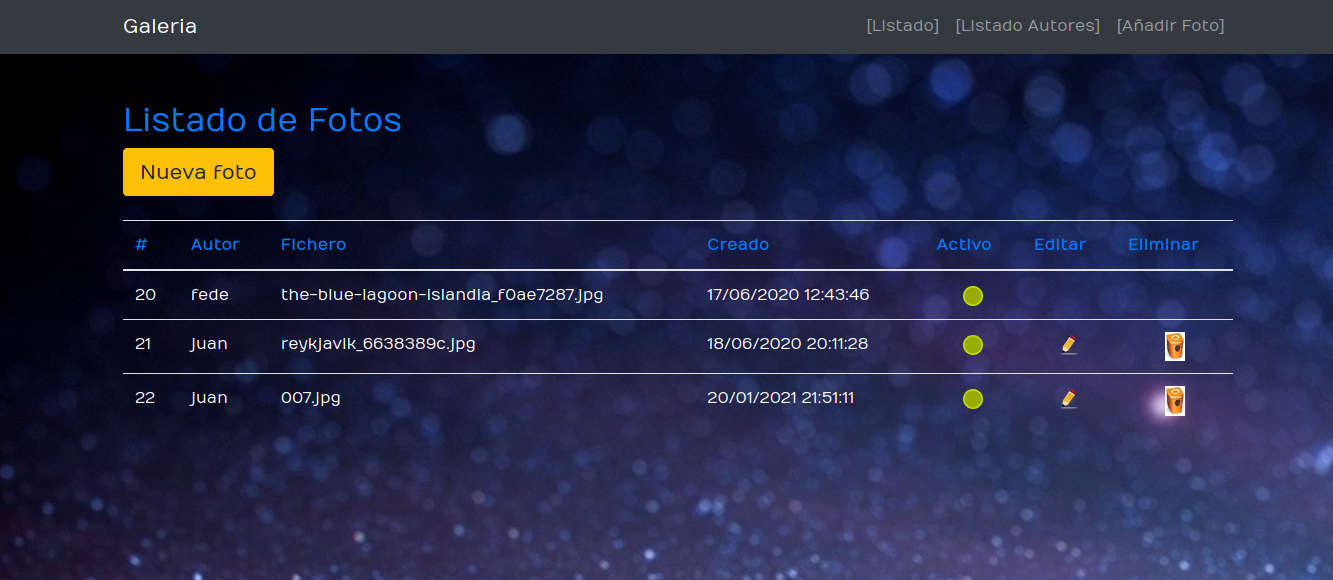 Galeria [Listado] [Listado Autores] [Añadir Foto]
Listado de Fotos
Nueva foto
# Autor Fichero Creado Activo Editar Eliminar
20 fede the-blue-lagoon-islandia_f0ae7287.jpg 17/06/2020 12:43:46
21 juan reykjavik_6638389c.jpg 18/06/2020 20:11:28
22 juan 007.jpg 20/01/2021 21:51:11